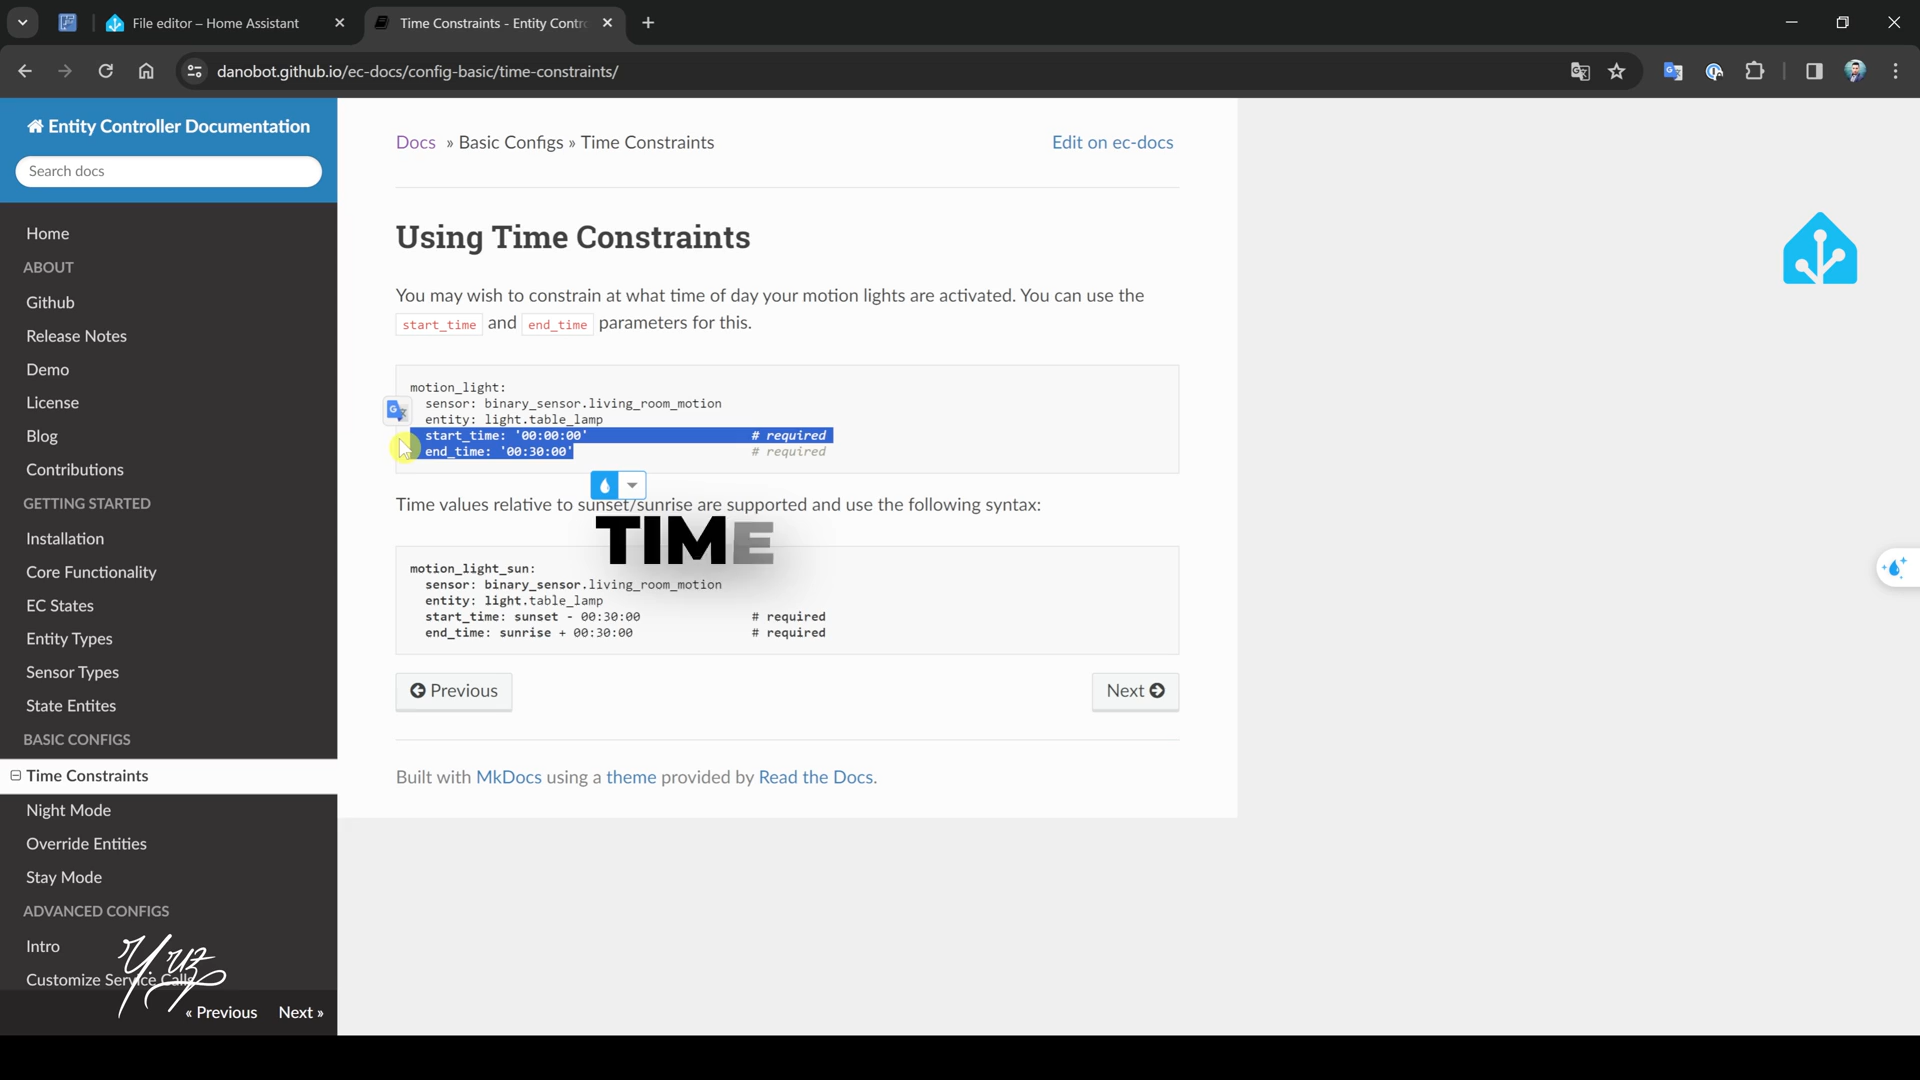 File editor – Home Assistant
Time Constraints - Entity Contr
danobot.github.io/ec-docs/config-basic/time-constraints/
Entity Controller Documentation
Search docs
Home
ABOUT
Github
Release Notes
Demo
License
Blog
Contributions
GETTING STARTED
Installation
Core Functionality
EC States
Entity Types
Sensor Types
State Entites
BASIC CONFIGS
Time Constraints
Night Mode
Override Entities
Stay Mode
ADVANCED CONFIGS
Intro
Customize Service Calls
« Previous Next »
Docs » Basic Configs » Time Constraints
Edit on ec-docs
Using Time Constraints
You may wish to constrain at what time of day your motion lights are activated. You can use the
start_time and end_time parameters for this.
motion_light:
sensor: binary_sensor.living_room_motion
entity: light.table_lamp
start_time: '00:00:00' # required
end_time: '00:30:00' # required
Time values relative to sunset/sunrise are supported and use the following syntax:
TIME
motion_light_sun:
sensor: binary_sensor.living_room_motion
entity: light.table_lamp
start_time: sunset - 00:30:00 # required
end_time: sunrise + 00:30:00 # required
Previous
Next
Built with MkDocs using a theme provided by Read the Docs.